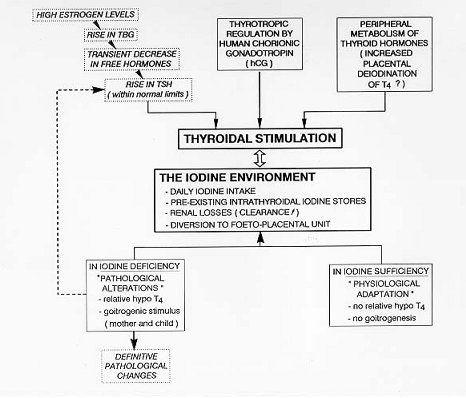 HIGH ESTROGEN LEVELS
RISE IN TBG
TRANSIENT DECREASE
IN FREE HORMONES
RISE IN TSH
( within normal limits )
THYROTROPIC
REGULATION BY
HUMAN CHORIONIC
GONADOTROPIN
( hCG )
PERIPHERAL
METABOLISM OF
THYROID HORMONES
( INCREASED
PLACENTAL
DEIODINATION
OF T4 ? )
THYROIDAL STIMULATION
THE IODINE ENVIRONMENT
- DAILY IODINE INTAKE
- PRE-EXISTING INTRATHYROIDAL IODINE STORES
- RENAL LOSSES ( CLEARANCE / )
- DIVERSION TO FOETO-PLACENTAL UNIT
IN IODINE DEFICIENCY
"PATHOLOGICAL
ALTERATIONS "
- relative hypo T4
- goitrogenic stimulus
( mother and child )
DEFINITIVE
PATHOLOGICAL
CHANGES
IN IODINE SUFFICIENCY
" PHYSIOLOGICAL
ADAPTATION "
- no relative hypo T4
- no goitrogenesis